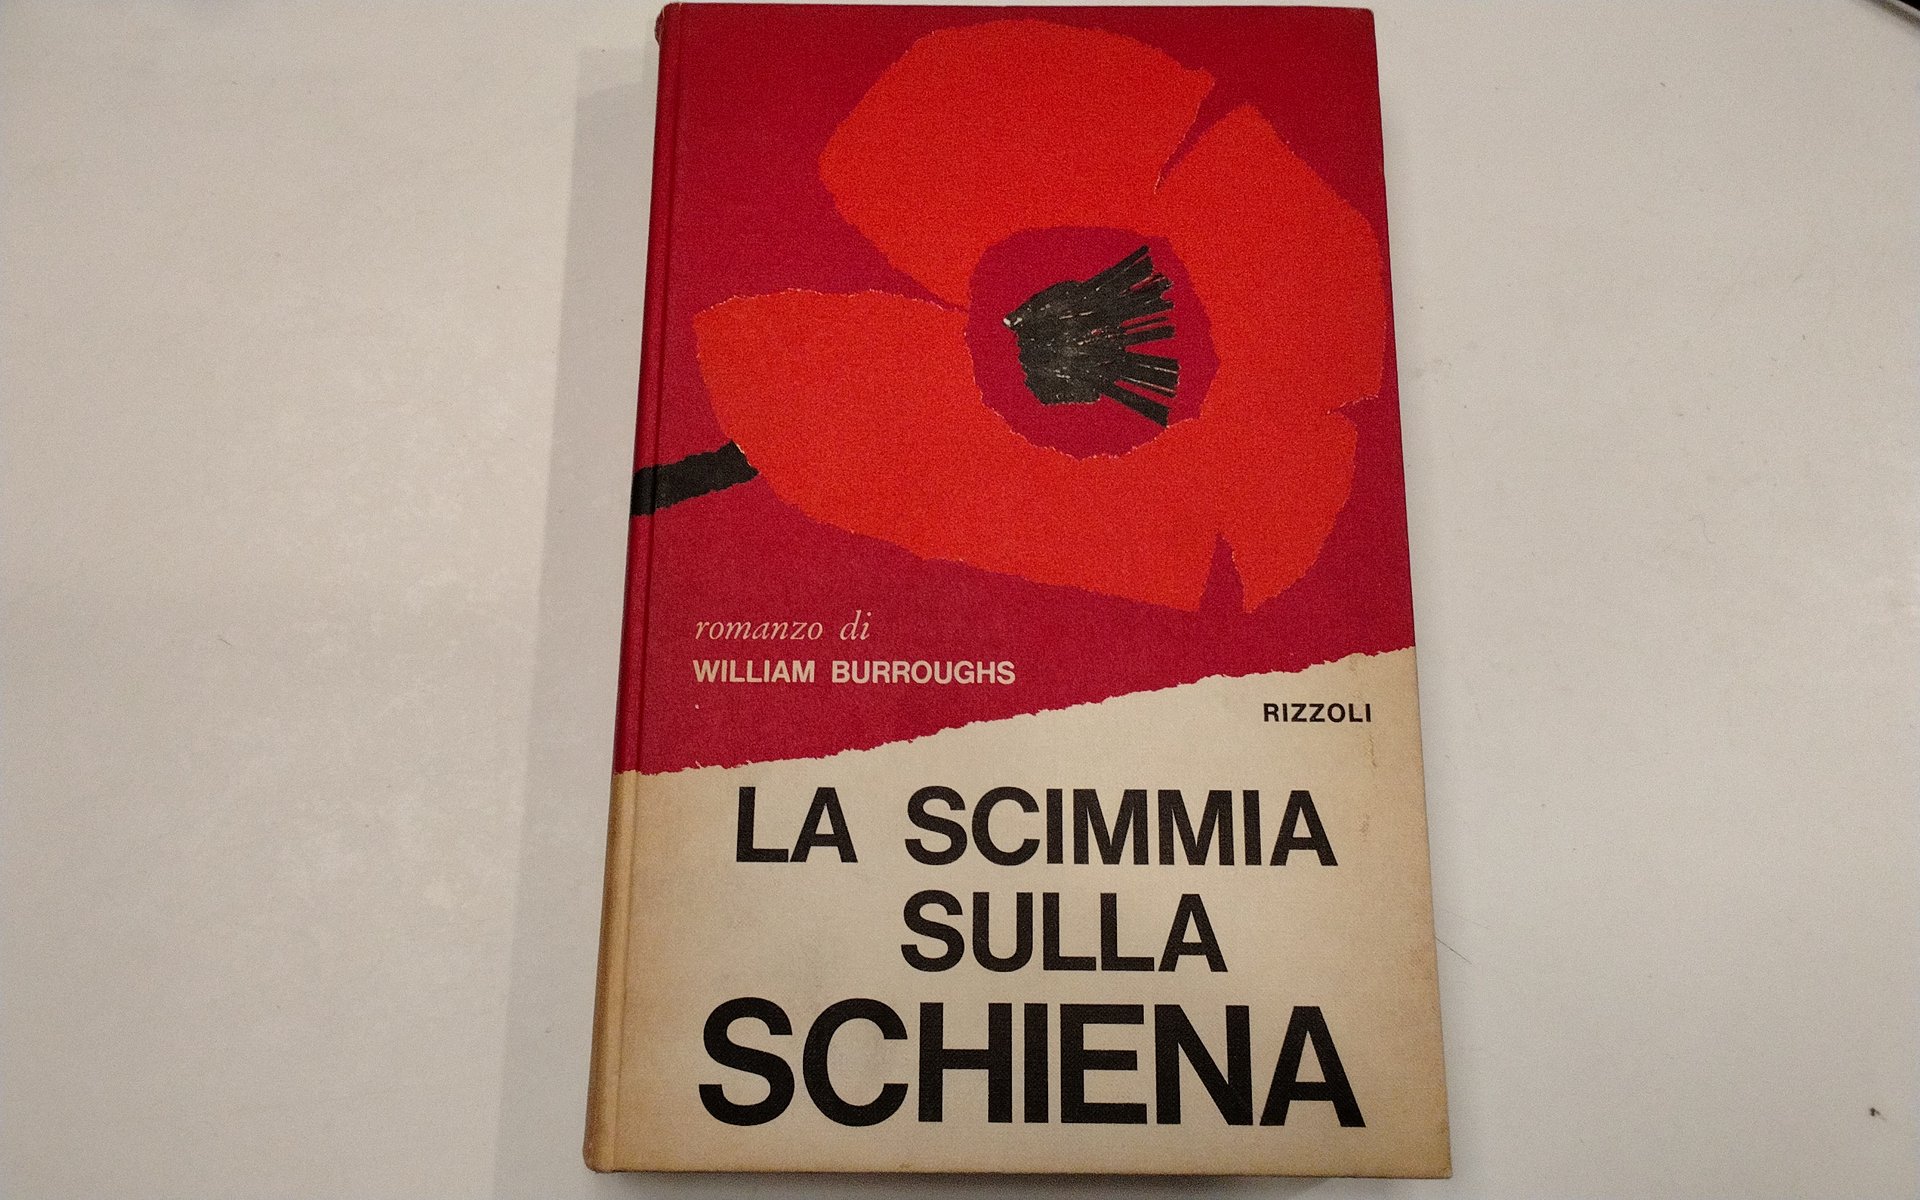 romanzo di
WILLIAM BURROUGHS
RIZZOLI
LA SCIMMIA
SULLA
SCHIENA